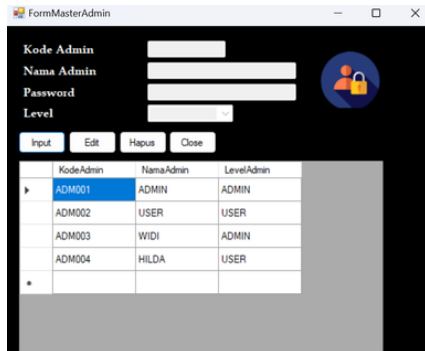 FormMasterAdmin
Kode Admin
Nama Admin
Password
Level
Input Edit Hapus Close
KodeAdmin NamaAdmin LevelAdmin
ADM001 ADMIN ADMIN
ADM002 USER USER
ADM003 WIDI ADMIN
ADM004 HILDA USER